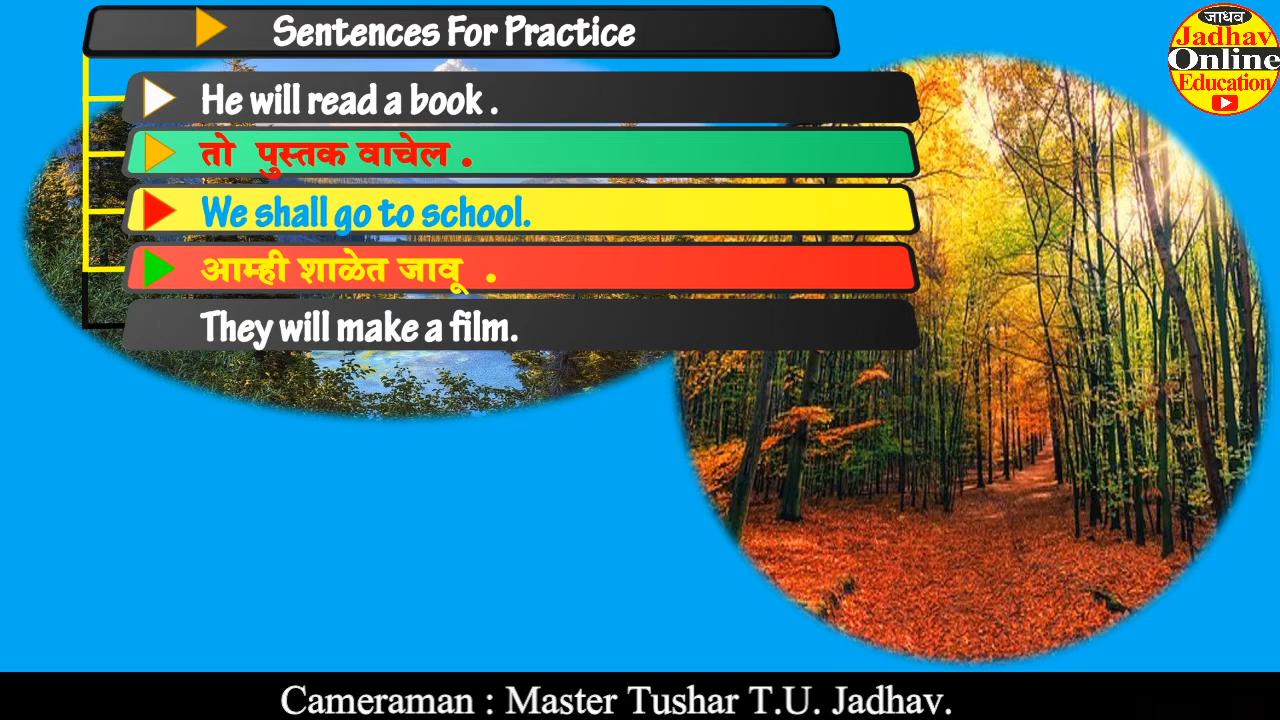 Sentences For Practice
जाधव
Jadhav
Online
Education
He will read a book .
तो पुस्तक वाचेल .
We shall go to school.
आम्ही शाळेत जावू .
They will make a film.
Cameraman : Master Tushar T.U. Jadhav.